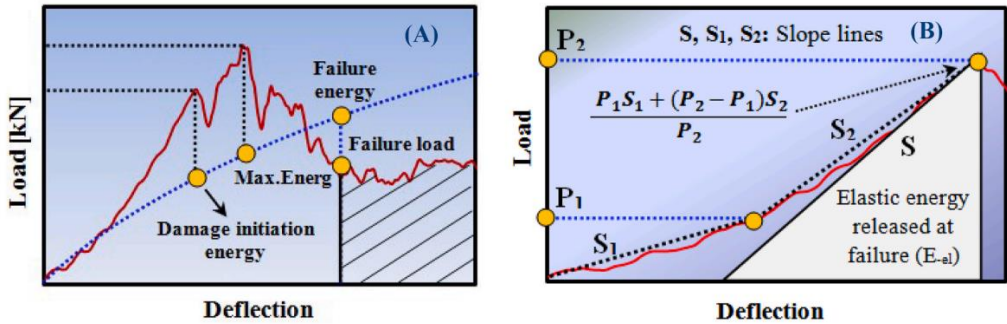 (A)
Load [kN]
Failure
energy
Failure load
Max.Energ
Damage initiation
energy
Deflection
(B)
S, S₁, S₂: Slope lines
P₂
P₁S₁ + (P₂ − P₁)S₂
P₂
Load
S₂
S
P₁
S₁
Elastic energy
released at
failure (E₋ₑₗ)
Deflection